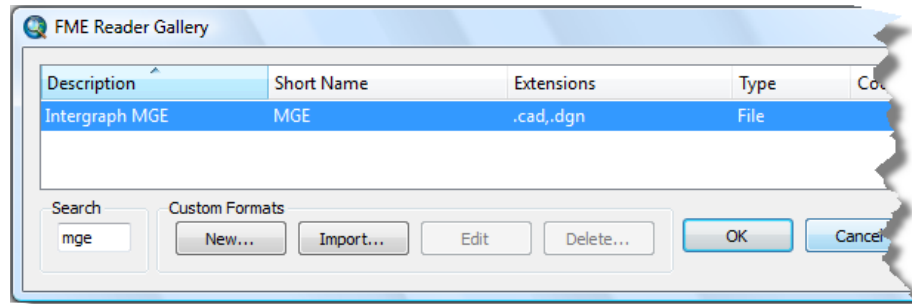 FME Reader Gallery
Description Short Name Extensions Type
Intergraph MGE MGE .cad,.dgn File
Search Custom Formats
mge New... Import... Edit Delete... OK Cancel